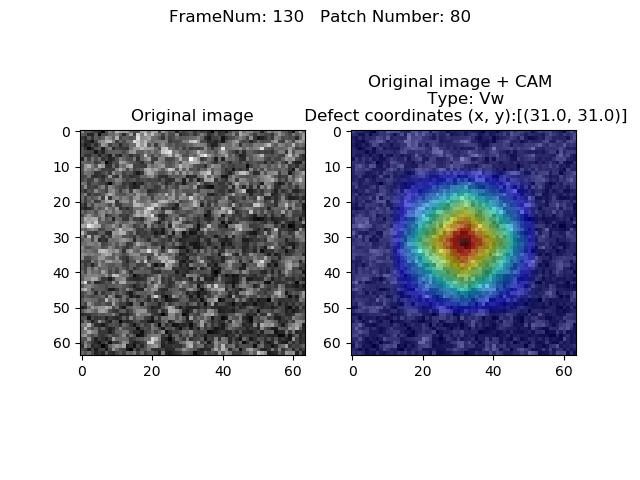 FrameNum: 130   Patch Number: 80
Original image
0
10
20
30
40
50
60
0 20 40 60
Original image + CAM
Type: Vw
Defect coordinates (x, y):[(31.0, 31.0)]
0
10
20
30
40
50
60
0 20 40 60